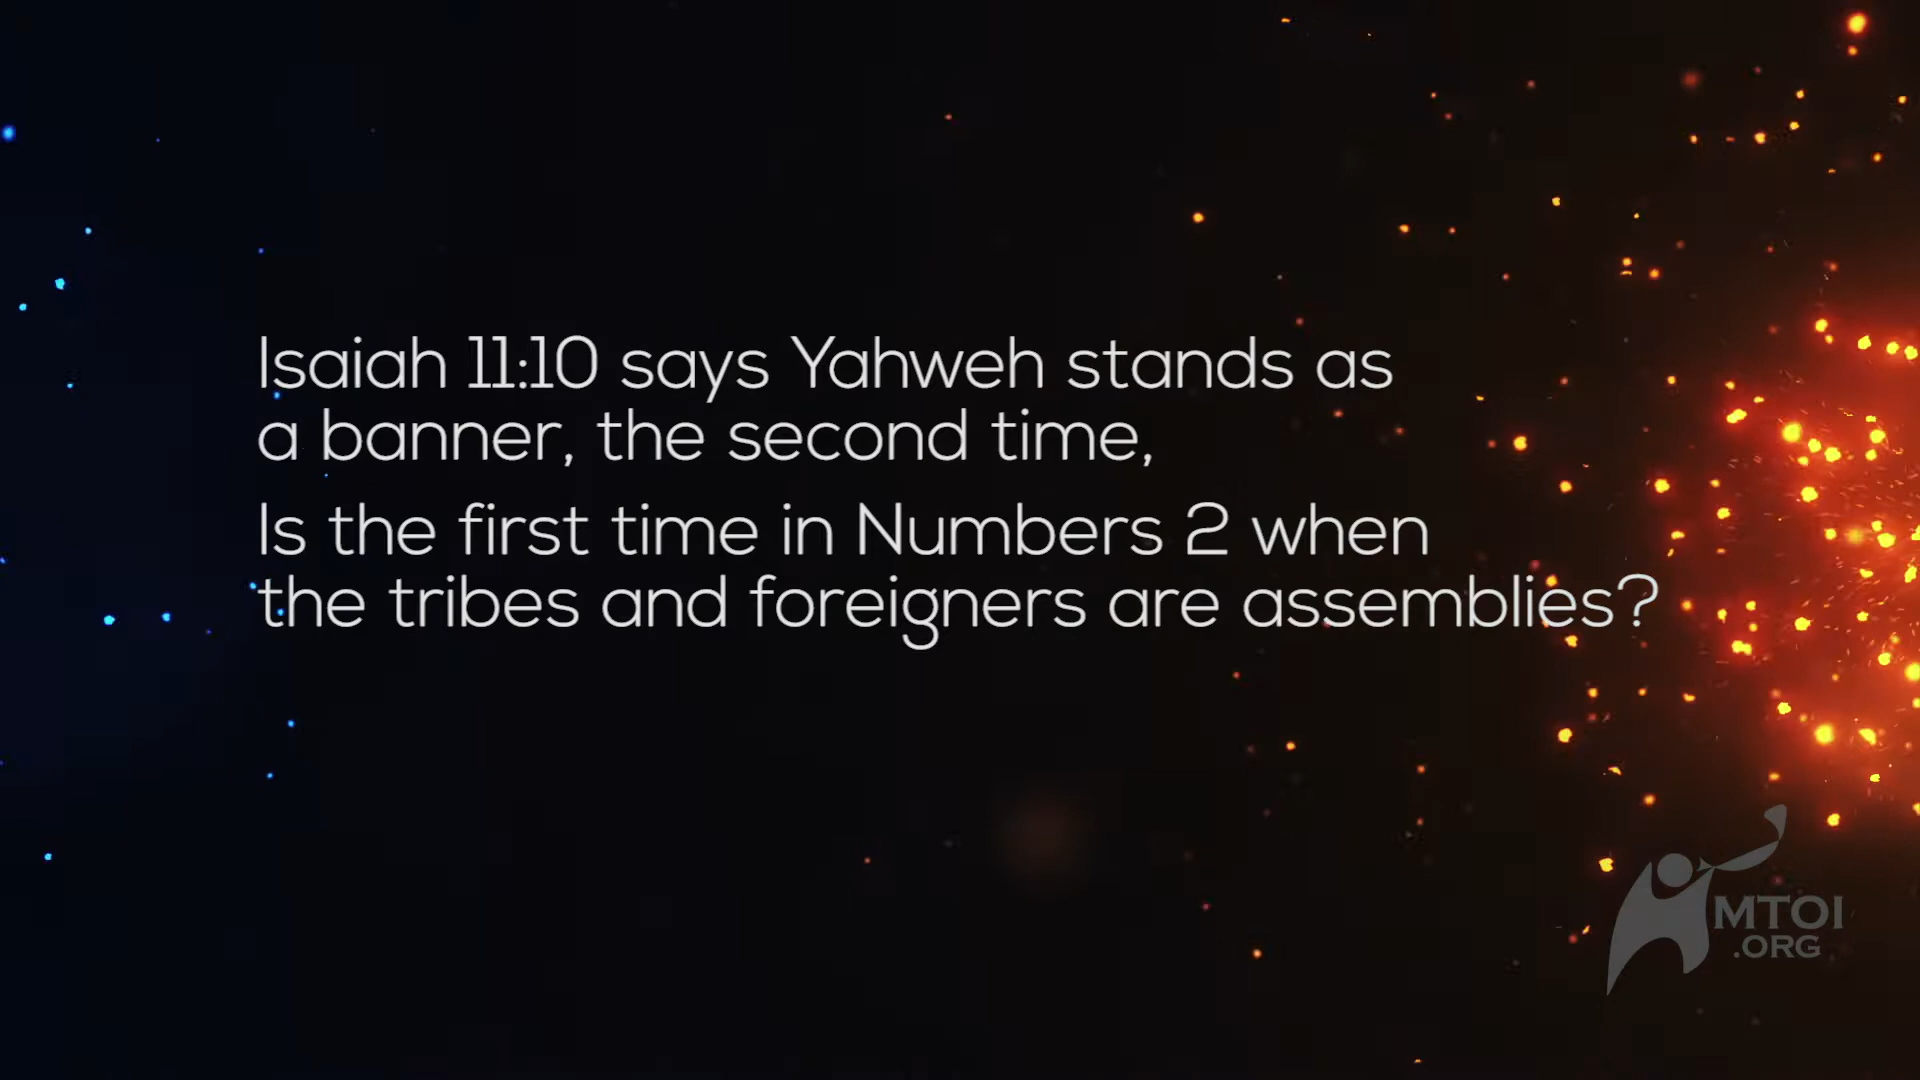 Isaiah 11:10 says Yahweh stands as
a banner, the second time,
Is the first time in Numbers 2 when
the tribes and foreigners are assemblies?
MTOI
.ORG